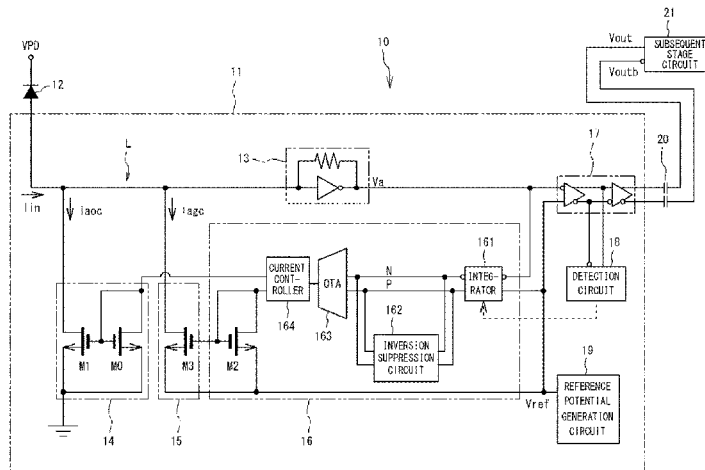 21
Vout
SUBSEQUENT
STAGE
CIRCUIT
Voutb
10
VPD
12
11
20
17
L
13
Va
Iin
Iaoc
Iagc
161
18
CURRENT
CONT-
ROLLER
OTA
N
P
INTEG-
RATOR
DETECTION
CIRCUIT
164
163
162
INVERSION
SUPPRESSION
CIRCUIT
M1
M0
M3
M2
19
REFERENCE
POTENTIAL
GENERATION
CIRCUIT
Vref
14
15
16